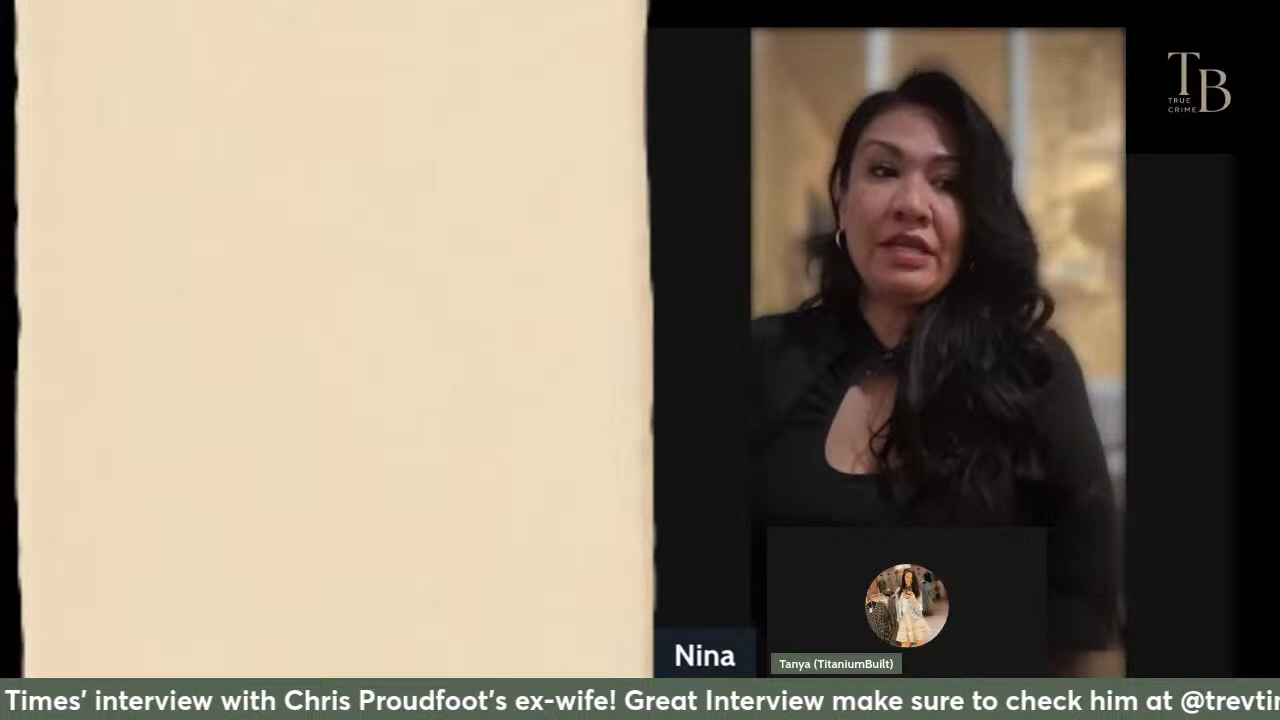 TB
TRUE
CRIME
Nina
Tanya (TitaniumBuilt)
Times' interview with Chris Proudfoot's ex-wife! Great Interview make sure to check him at @trevti